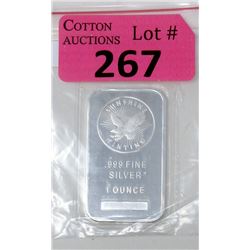 COTTON
AUCTIONS
Lot #
267
SUNSHINE
MINTING
.999 FINE
SILVER
1 OUNCE